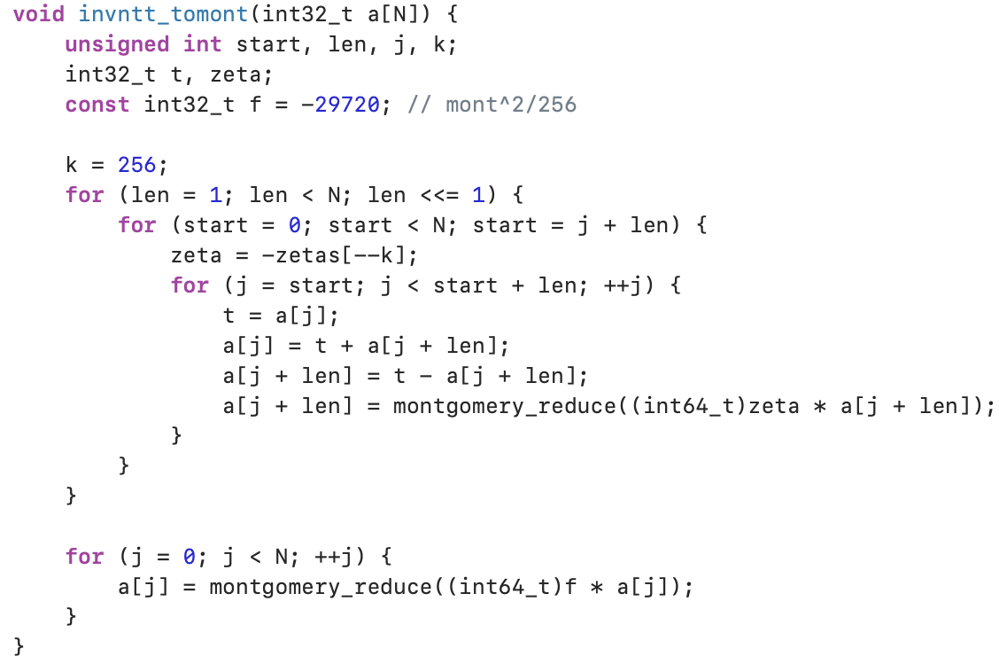 void invntt_tomont(int32_t a[N]) {
    unsigned int start, len, j, k;
    int32_t t, zeta;
    const int32_t f = -29720; // mont^2/256

    k = 256;
    for (len = 1; len < N; len <<= 1) {
        for (start = 0; start < N; start = j + len) {
            zeta = -zetas[--k];
            for (j = start; j < start + len; ++j) {
                t = a[j];
                a[j] = t + a[j + len];
                a[j + len] = t - a[j + len];
                a[j + len] = montgomery_reduce((int64_t)zeta * a[j + len]);
            }
        }
    }

    for (j = 0; j < N; ++j) {
        a[j] = montgomery_reduce((int64_t)f * a[j]);
    }
}